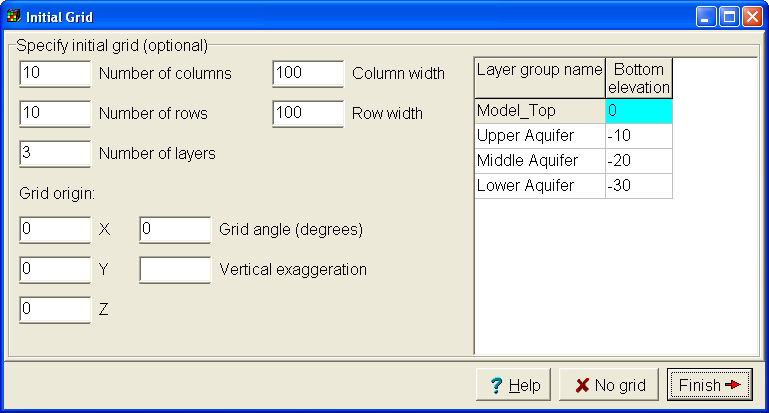 Initial Grid
Specify initial grid (optional)
10 Number of columns 100 Column width
10 Number of rows 100 Row width
3 Number of layers
Grid origin:
0 X 0 Grid angle (degrees)
0 Y Vertical exaggeration
0 Z
Layer group name Bottom
elevation
Model_Top 0
Upper Aquifer -10
Middle Aquifer -20
Lower Aquifer -30
? Help No grid Finish